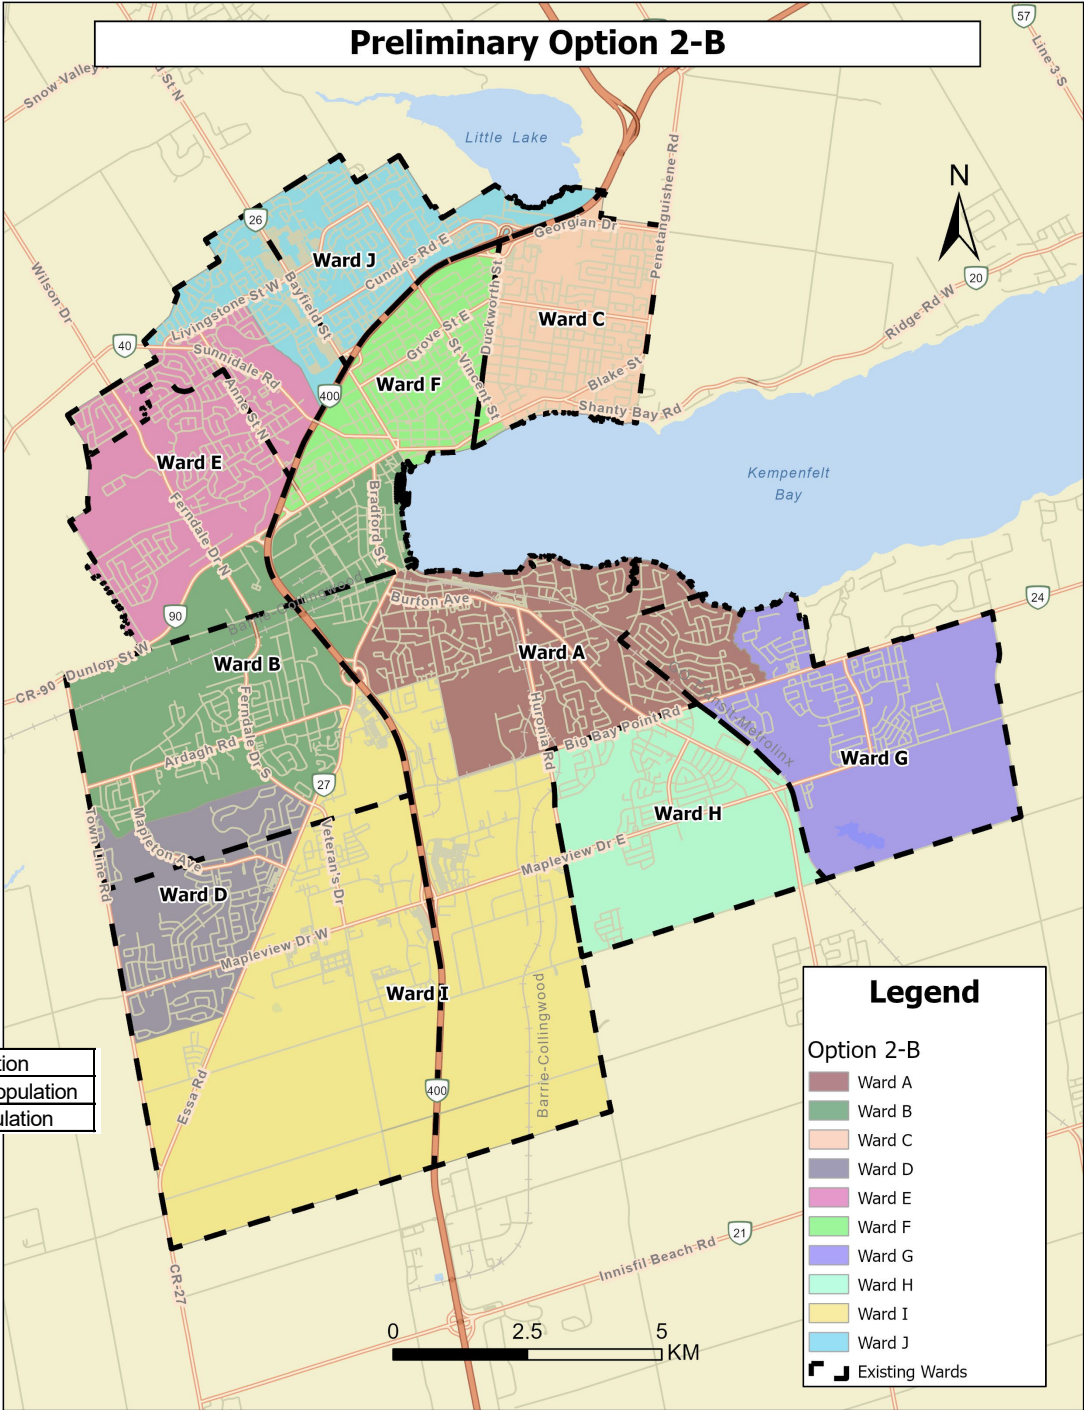 Preliminary Option 2-B
57
Line 3 S
Snow Valley
St N
Little Lake
Penetanguishene Rd
N
26
Georgian Dr
Ward J
Cundles Rd E
20
Wilson Dr
Bayfield St
Livingstone St W
Duckworth St
Ward C
Ridge Rd W
40
Grove St E
St Vincent St
Sunnidale Rd
Anne St N
Ward F
Blake St
400
Shanty Bay Rd
Ward E
Kempenfelt
Bay
Bradford St
Ferndale Dr N
90
Barrie-Collingwood
Burton Ave
24
CR-90
Dunlop St W
Ward B
Ward A
Huronia Rd
Big Bay Point Rd
Metrolinx
Ferndale Dr S
Ardagh Rd
Ward G
27
Ward H
Town Line Rd
Mapleton Ave
Veteran's Dr
Mapleview Dr E
Ward D
Mapleview Dr W
Ward I
Barrie-Collingwood
Essa Rd
400
tion
opulation
ulation
Legend
Option 2-B
Ward A
Ward B
Ward C
Ward D
Ward E
Ward F
Ward G
Ward H
Ward I
Ward J
Existing Wards
21
Innisfil Beach Rd
CR-27
0 2.5 5
KM